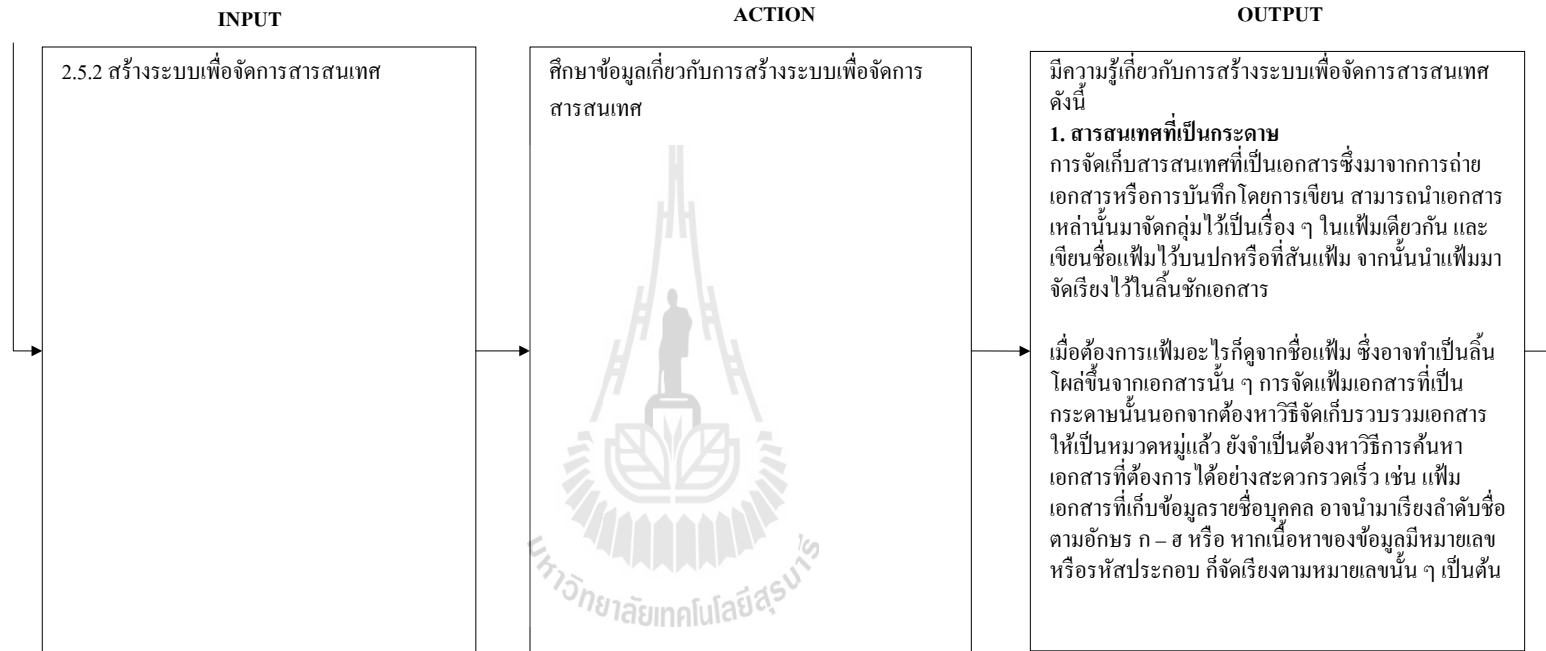 INPUT
ACTION
OUTPUT
2.5.2 สร้างระบบเพื่อจัดการสารสนเทศ
ศึกษาข้อมูลเกี่ยวกับการสร้างระบบเพื่อจัดการ
สารสนเทศ
มีความรู้เกี่ยวกับการสร้างระบบเพื่อจัดการสารสนเทศ
ดังนี้
1. สารสนเทศที่เป็นกระดาษ
การจัดเก็บสารสนเทศที่เป็นเอกสารซึ่งมาจากการถ่าย
เอกสารหรือการบันทึกโดยการเขียน สามารถนำเอกสาร
เหล่านั้นมาจัดกลุ่มไว้เป็นเรื่อง ๆ ในแฟ้มเดียวกัน และ
เขียนชื่อแฟ้มไว้บนปกหรือที่สันแฟ้ม จากนั้นนำแฟ้มมา
จัดเรียงไว้ในลิ้นชักเอกสาร
เมื่อต้องการแฟ้มอะไรก็ดูจากชื่อแฟ้ม ซึ่งอาจทำเป็นลิ้น
โผล่ขึ้นจากเอกสารนั้น ๆ การจัดแฟ้มเอกสารที่เป็น
กระดาษนั้นนอกจากต้องหาวิธีจัดเก็บรวบรวมเอกสาร
ให้เป็นหมวดหมู่แล้ว ยังจำเป็นต้องหาวิธีการค้นหา
เอกสารที่ต้องการได้อย่างสะดวกรวดเร็ว เช่น แฟ้ม
เอกสารที่เก็บข้อมูลรายชื่อบุคคล อาจนำมาเรียงลำดับชื่อ
ตามอักษร ก – ฮ หรือ หากเนื้อหาของข้อมูลมีหมายเลข
หรือรหัสประกอบ ก็จัดเรียงตามหมายเลขนั้น ๆ เป็นต้น
มหาวิทยาลัยเทคโนโลยีสุรนารี